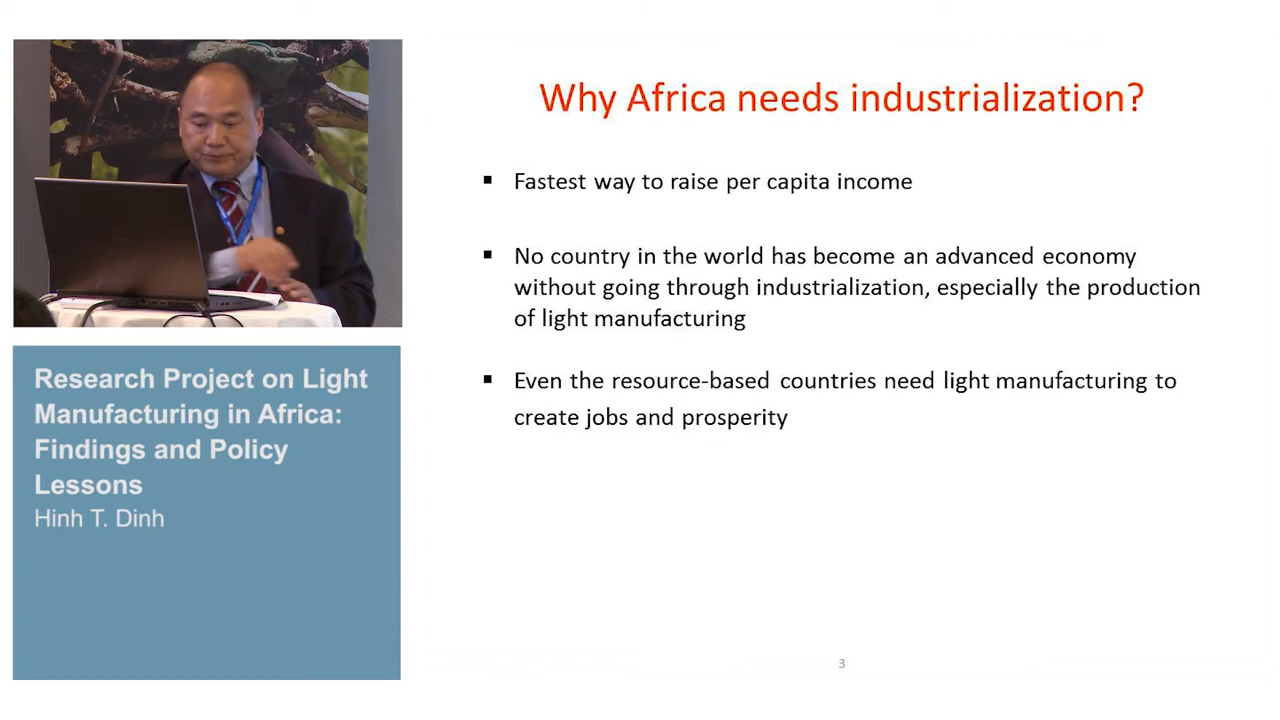 Why Africa needs industrialization?
▪ Fastest way to raise per capita income
▪ No country in the world has become an advanced economy
without going through industrialization, especially the production
of light manufacturing
▪ Even the resource-based countries need light manufacturing to
create jobs and prosperity
Research Project on Light
Manufacturing in Africa:
Findings and Policy
Lessons
Hinh T. Dinh
3